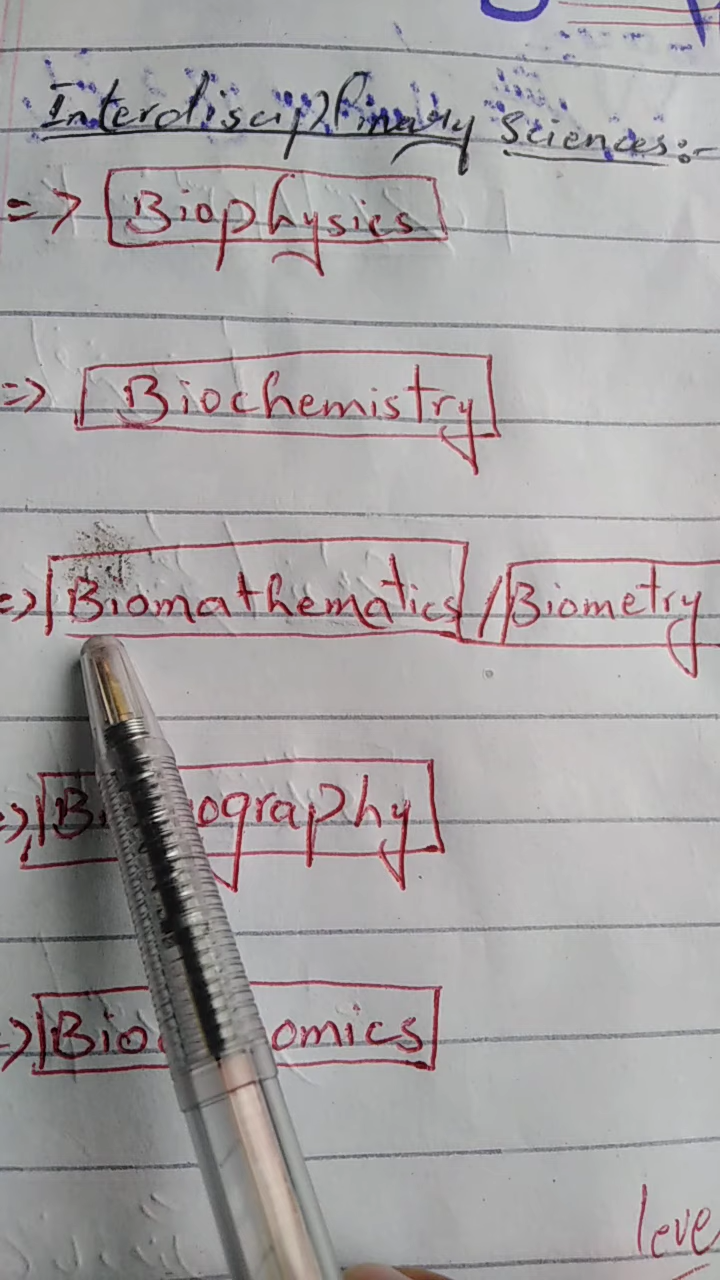 Interdisciplinary Sciences:-
=> Biophysics
=> Biochemistry
=> Biomathematics / Biometry
=>
=>
leve